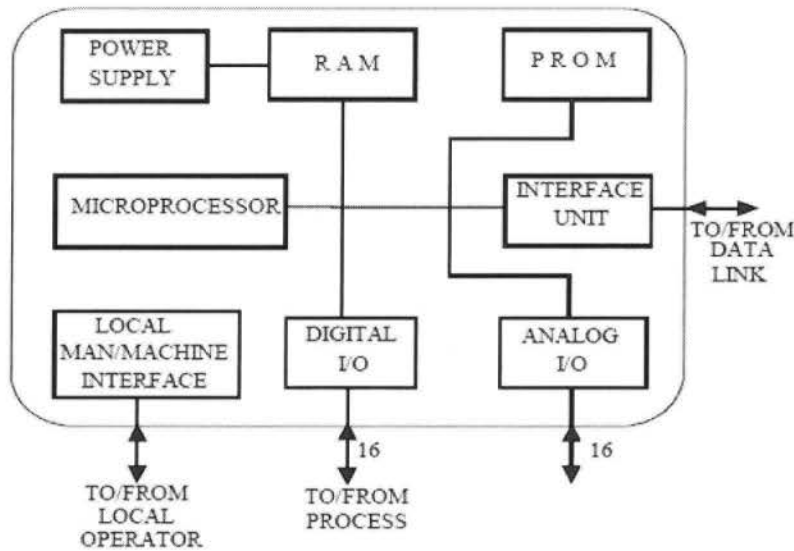 POWER
SUPPLY
R A M
P R O M
MICROPROCESSOR
INTERFACE
UNIT
TO/FROM
DATA
LINK
LOCAL
MAN/MACHINE
INTERFACE
DIGITAL
I/O
ANALOG
I/O
16
16
TO/FROM
LOCAL
OPERATOR
TO/FROM
PROCESS